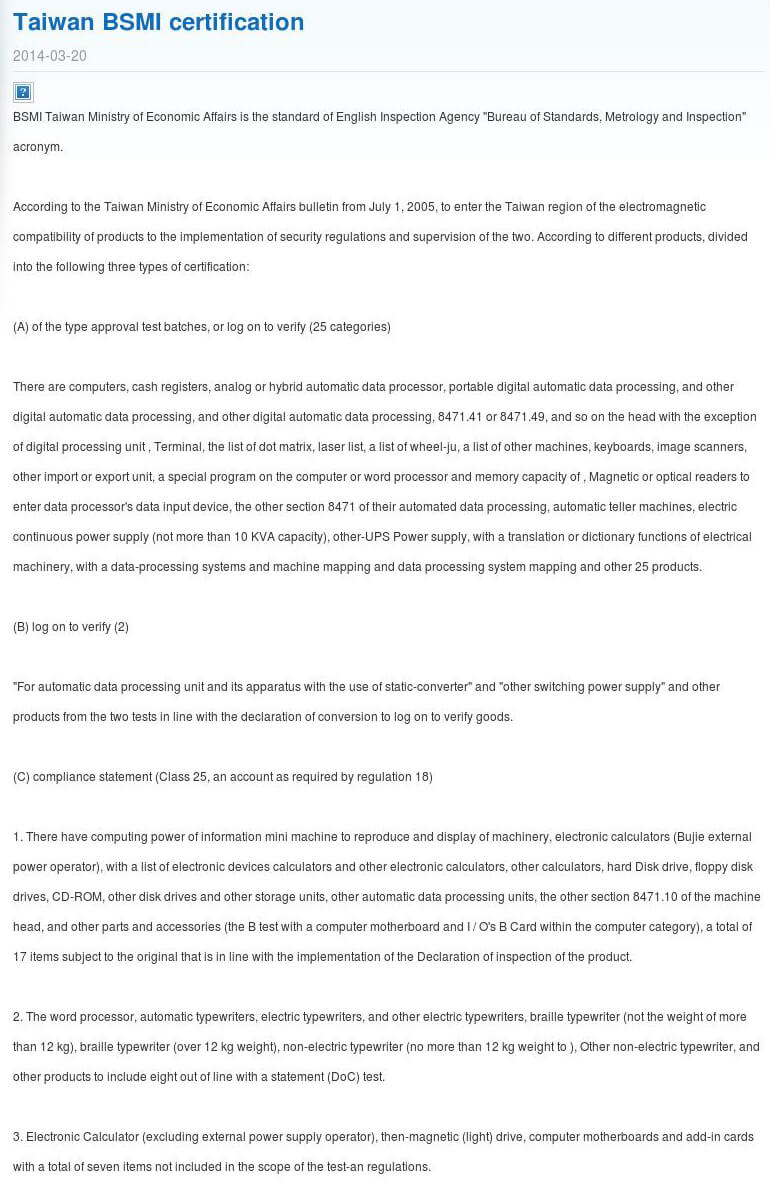 Taiwan BSMI certification
2014-03-20
?
BSMI Taiwan Ministry of Economic Affairs is the standard of English Inspection Agency "Bureau of Standards, Metrology and Inspection"
acronym.
According to the Taiwan Ministry of Economic Affairs bulletin from July 1, 2005, to enter the Taiwan region of the electromagnetic
compatibility of products to the implementation of security regulations and supervision of the two. According to different products, divided
into the following three types of certification:
(A) of the type approval test batches, or log on to verify (25 categories)
There are computers, cash registers, analog or hybrid automatic data processor, portable digital automatic data processing, and other
digital automatic data processing, and other digital automatic data processing, 8471.41 or 8471.49, and so on the head with the exception
of digital processing unit , Terminal, the list of dot matrix, laser list, a list of wheel-ju, a list of other machines, keyboards, image scanners,
other import or export unit, a special program on the computer or word processor and memory capacity of , Magnetic or optical readers to
enter data processor's data input device, the other section 8471 of their automated data processing, automatic teller machines, electric
continuous power supply (not more than 10 KVA capacity), other-UPS Power supply, with a translation or dictionary functions of electrical
machinery, with a data-processing systems and machine mapping and data processing system mapping and other 25 products.
(B) log on to verify (2)
"For automatic data processing unit and its apparatus with the use of static-converter" and "other switching power supply" and other
products from the two tests in line with the declaration of conversion to log on to verify goods.
(C) compliance statement (Class 25, an account as required by regulation 18)
1. There have computing power of information mini machine to reproduce and display of machinery, electronic calculators (Bujie external
power operator), with a list of electronic devices calculators and other electronic calculators, other calculators, hard Disk drive, floppy disk
drives, CD-ROM, other disk drives and other storage units, other automatic data processing units, the other section 8471.10 of the machine
head, and other parts and accessories (the B test with a computer motherboard and I / O's B Card within the computer category), a total of
17 items subject to the original that is in line with the implementation of the Declaration of inspection of the product.
2. The word processor, automatic typewriters, electric typewriters, and other electric typewriters, braille typewriter (not the weight of more
than 12 kg), braille typewriter (over 12 kg weight), non-electric typewriter (no more than 12 kg weight to ), Other non-electric typewriter, and
other products to include eight out of line with a statement (DoC) test.
3. Electronic Calculator (excluding external power supply operator), then-magnetic (light) drive, computer motherboards and add-in cards
with a total of seven items not included in the scope of the test-an regulations.